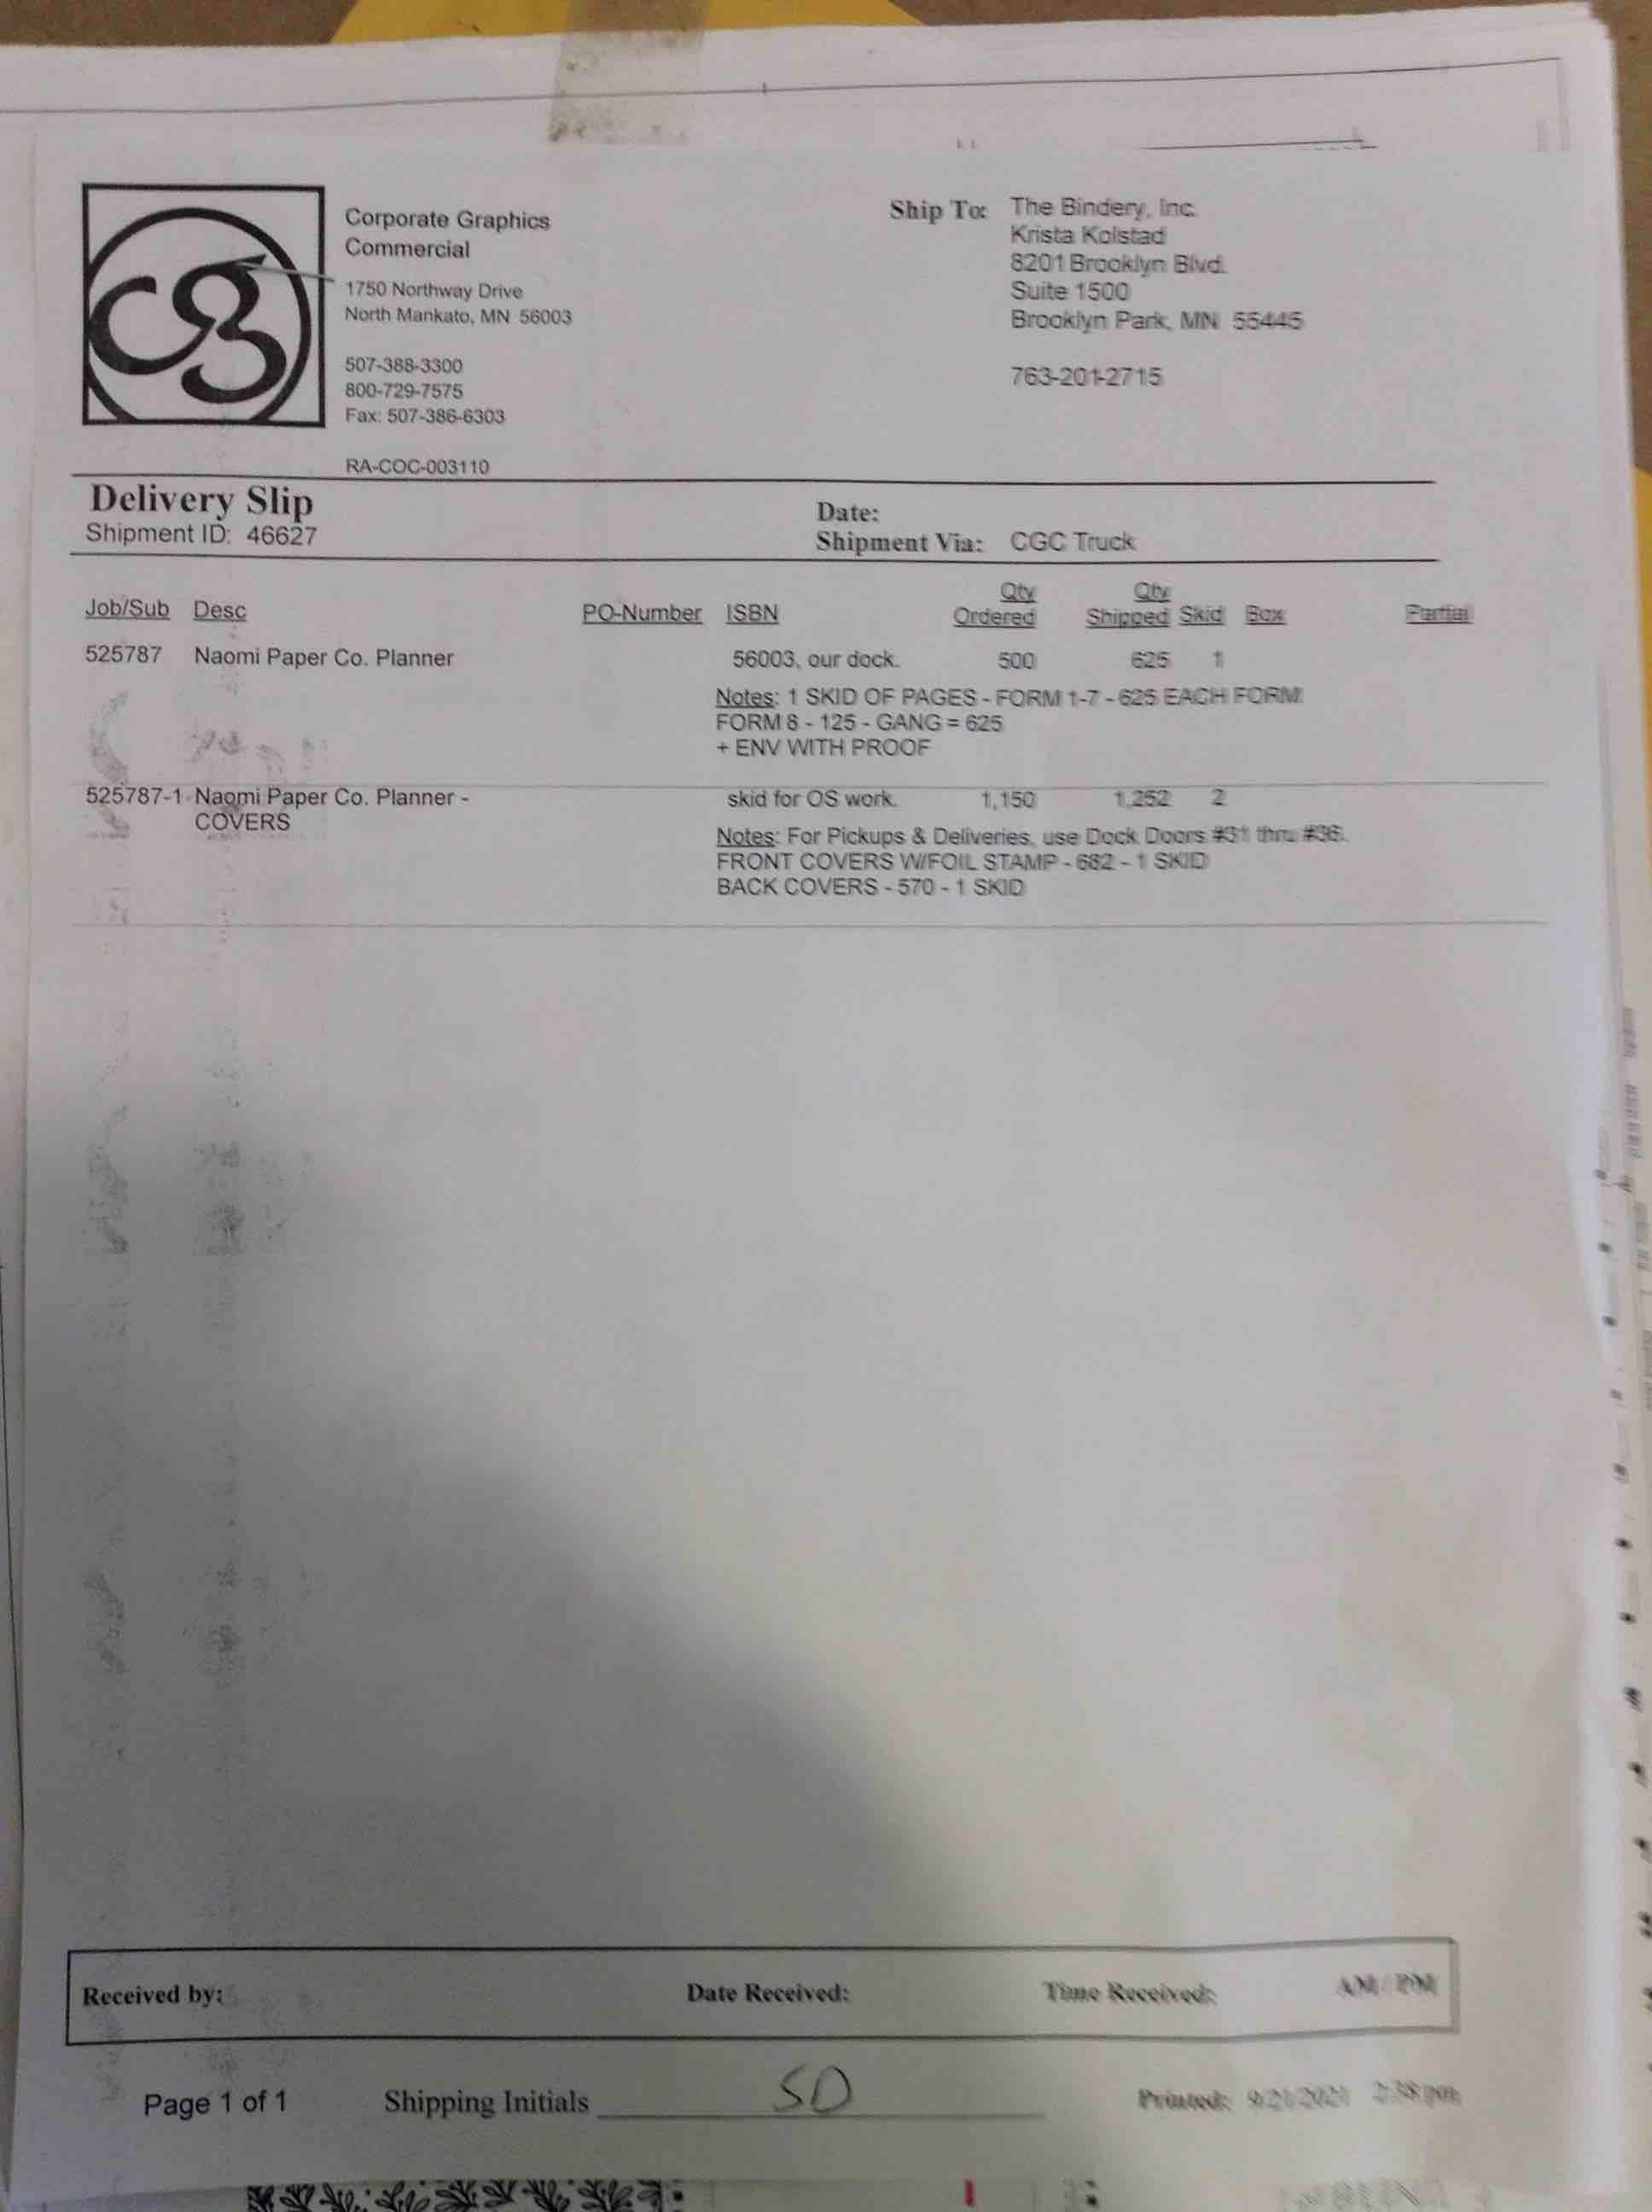 cg
Corporate Graphics
Commercial
1750 Northway Drive
North Mankato, MN 56003
507-388-3300
800-729-7575
Fax: 507-386-6303
RA-COC-003110
Ship To: The Bindery, Inc.
Krista Kolstad
8201 Brooklyn Blvd.
Suite 1500
Brooklyn Park, MN 55445
763-201-2715
Delivery Slip
Shipment ID: 46627
Date:
Shipment Via: CGC Truck
Job/Sub Desc PO-Number ISBN Qty Ordered Qty Shipped Skid Box Partial
525787 Naomi Paper Co. Planner 56003, our dock. 500 625 1
Notes: 1 SKID OF PAGES - FORM 1-7 - 625 EACH FORM
FORM 8 - 125 - GANG = 625
+ ENV WITH PROOF
525787-1 Naomi Paper Co. Planner - skid for OS work. 1,150 1,252 2
COVERS
Notes: For Pickups & Deliveries, use Dock Doors #31 thru #36.
FRONT COVERS W/FOIL STAMP - 682 - 1 SKID
BACK COVERS - 570 - 1 SKID
Received by: Date Received: Time Received: AM / PM
Page 1 of 1 Shipping Initials SD Printed: 9/21/2021 2:38pm